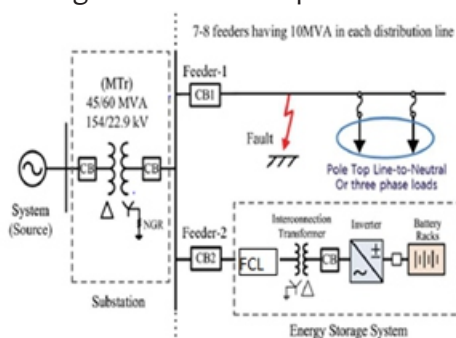 7-8 feeders having 10MVA in each distribution line
(MTr)
45/60 MVA
154/22.9 kV
Feeder-1
CB1
Fault
Pole Top Line-to-Neutral
Or three phase loads
CB
CB
System
(Source)
NGR
Substation
Feeder-2
CB2
FCL
Interconnection
Transformer
CB
Inverter
Battery
Racks
Energy Storage System